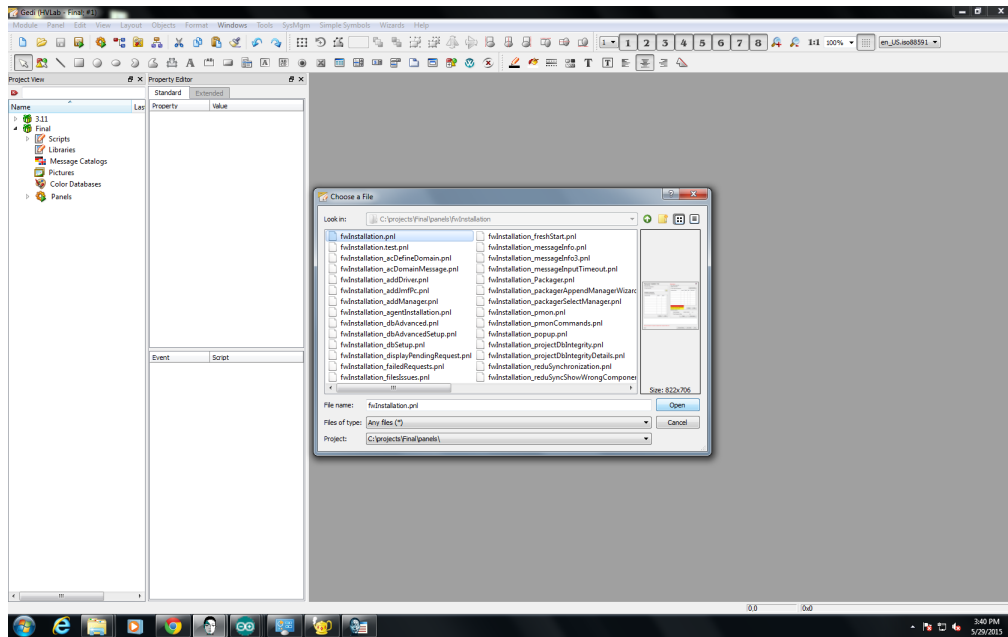 Gedi (HVLab - Final; #1)
Module Panel Edit View Layout Objects Format Windows Tools SysMgm Simple Symbols Wizards Help
1 1 2 3 4 5 6 7 8 1:1 100% en_US.iso88591
Project View
Property Editor
Standard Extended
Name Las
Property Value
3.11
Final
Scripts
Libraries
Message Catalogs
Pictures
Color Databases
Panels
Event Script
Choose a File
Look in: C:\projects\Final\panels\fwInstallation
fwInstallation.pnl
fwInstallation.test.pnl
fwInstallation_acDefineDomain.pnl
fwInstallation_acDomainMessage.pnl
fwInstallation_addDriver.pnl
fwInstallation_addJmfPc.pnl
fwInstallation_addManager.pnl
fwInstallation_agentInstallation.pnl
fwInstallation_dbAdvanced.pnl
fwInstallation_dbAdvancedSetup.pnl
fwInstallation_dbSetup.pnl
fwInstallation_displayPendingRequest.pnl
fwInstallation_failedRequests.pnl
fwInstallation_filesIssues.pnl
fwInstallation_freshStart.pnl
fwInstallation_messageInfo.pnl
fwInstallation_messageInfo3.pnl
fwInstallation_messageInputTimeout.pnl
fwInstallation_Packager.pnl
fwInstallation_packagerAppendManagerWizard
fwInstallation_packagerSelectManager.pnl
fwInstallation_pmon.pnl
fwInstallation_pmonCommands.pnl
fwInstallation_popup.pnl
fwInstallation_projectDbIntegrity.pnl
fwInstallation_projectDbIntegrityDetails.pnl
fwInstallation_reduSynchronization.pnl
fwInstallation_reduSyncShowWrongComponen
Size: 822x706
File name: fwInstallation.pnl
Open
Files of type: Any files (*)
Cancel
Project: C:\projects\Final\panels\
0,0 0x0
3:40 PM
5/29/2015